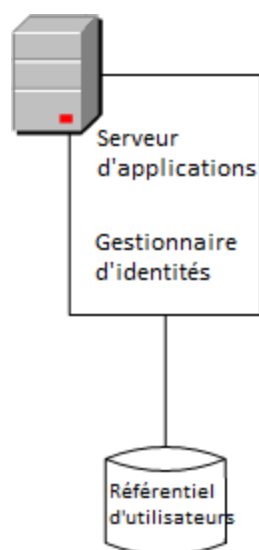 Serveur
d'applications
Gestionnaire
d'identités
Référentiel
d'utilisateurs